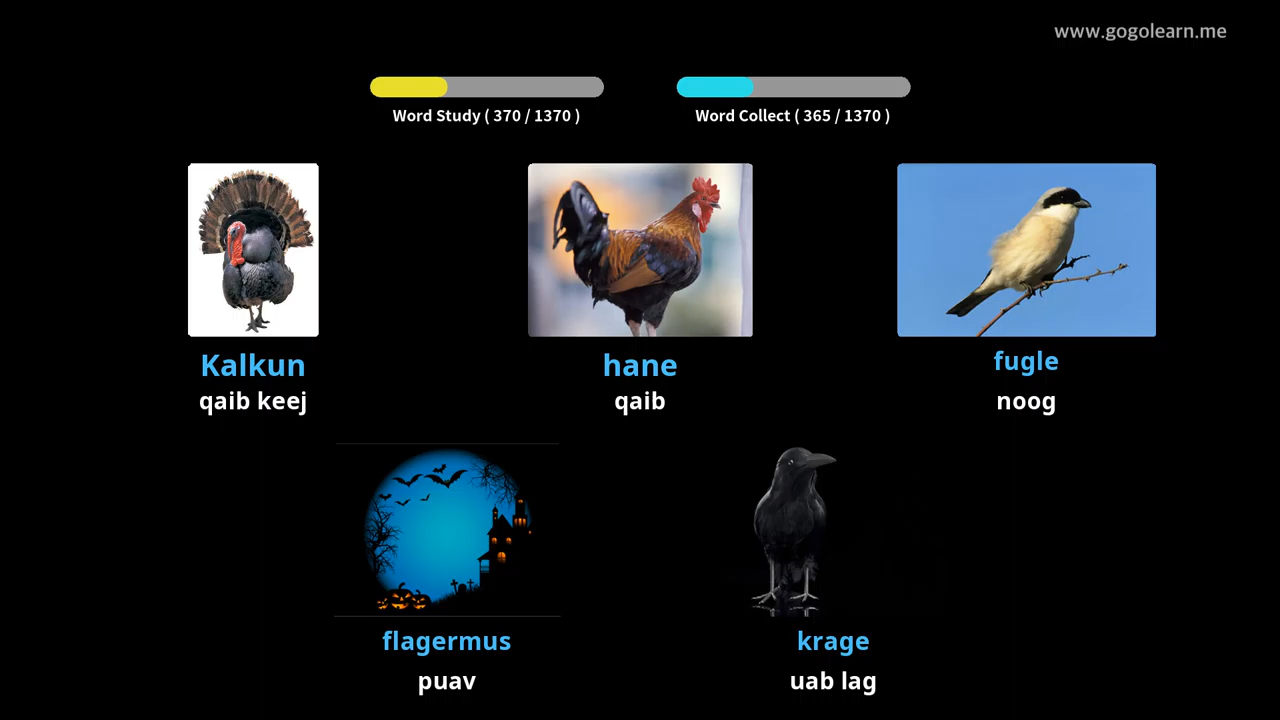 www.gogolearn.me
Word Study ( 370 / 1370 )
Word Collect ( 365 / 1370 )
Kalkun
qaib keej
hane
qaib
fugle
noog
flagermus
puav
krage
uab lag